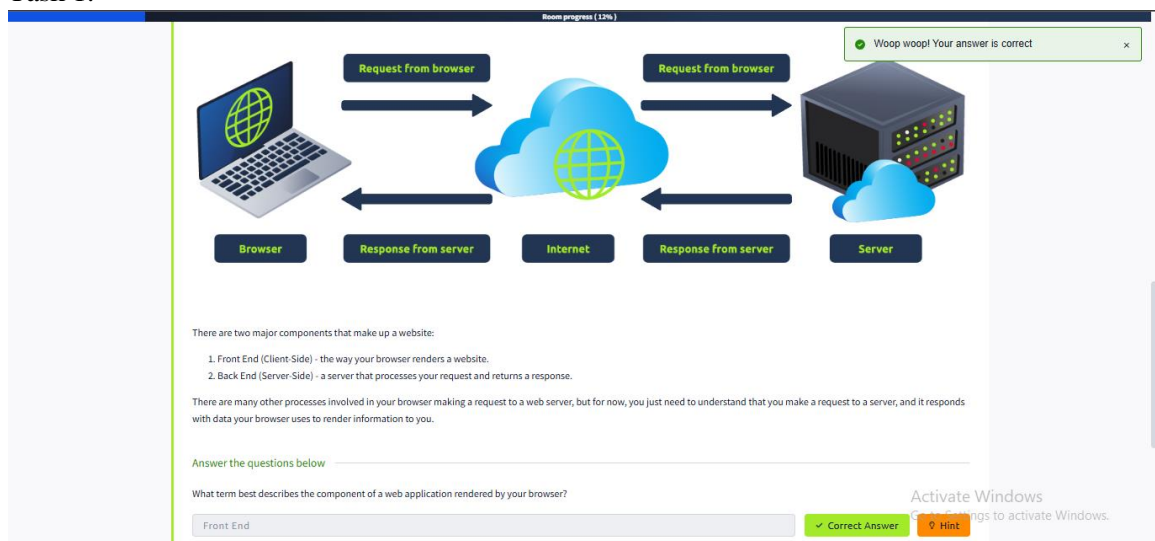 Room progress ( 12% )
Woop woop! Your answer is correct ×
Request from browser Request from browser
Browser Response from server Internet Response from server Server
There are two major components that make up a website:
1. Front End (Client-Side) - the way your browser renders a website.
2. Back End (Server-Side) - a server that processes your request and returns a response.
There are many other processes involved in your browser making a request to a web server, but for now, you just need to understand that you make a request to a server, and it responds
with data your browser uses to render information to you.
Answer the questions below
What term best describes the component of a web application rendered by your browser?
Activate Windows
Front End ✓ Correct Answer Hint
to activate Windows.